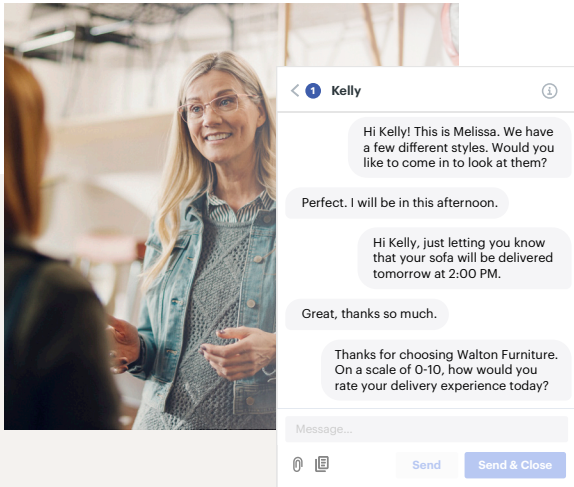 1 Kelly
Hi Kelly! This is Melissa. We have
a few different styles. Would you
like to come in to look at them?
Perfect. I will be in this afternoon.
Hi Kelly, just letting you know
that your sofa will be delivered
tomorrow at 2:00 PM.
Great, thanks so much.
Thanks for choosing Walton Furniture.
On a scale of 0-10, how would you
rate your delivery experience today?
Message...
Send Send & Close